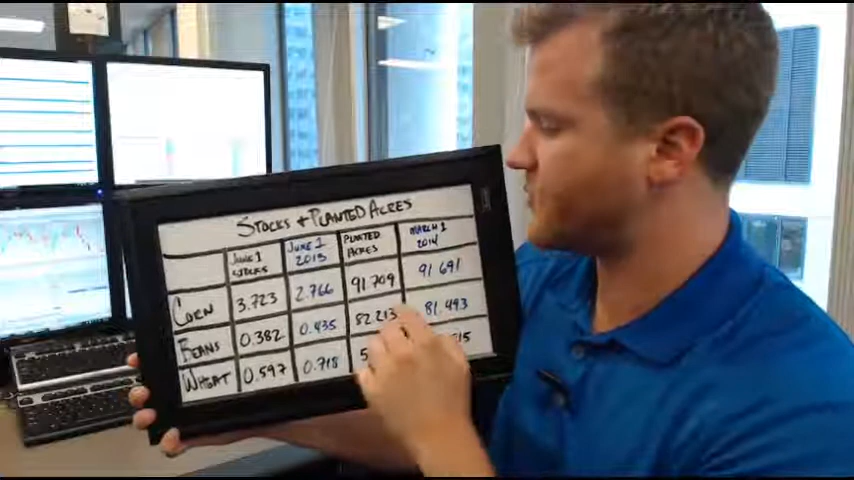 STOCKS + PLANTED ACRES
JUNE 1 STOCKS JUNE 1 2013 PLANTED ACRES MARCH 1 2014
CORN 3.723 2.766 91.709 91.691
BEANS 0.382 0.435 82.213 81.493
WHEAT 0.597 0.718